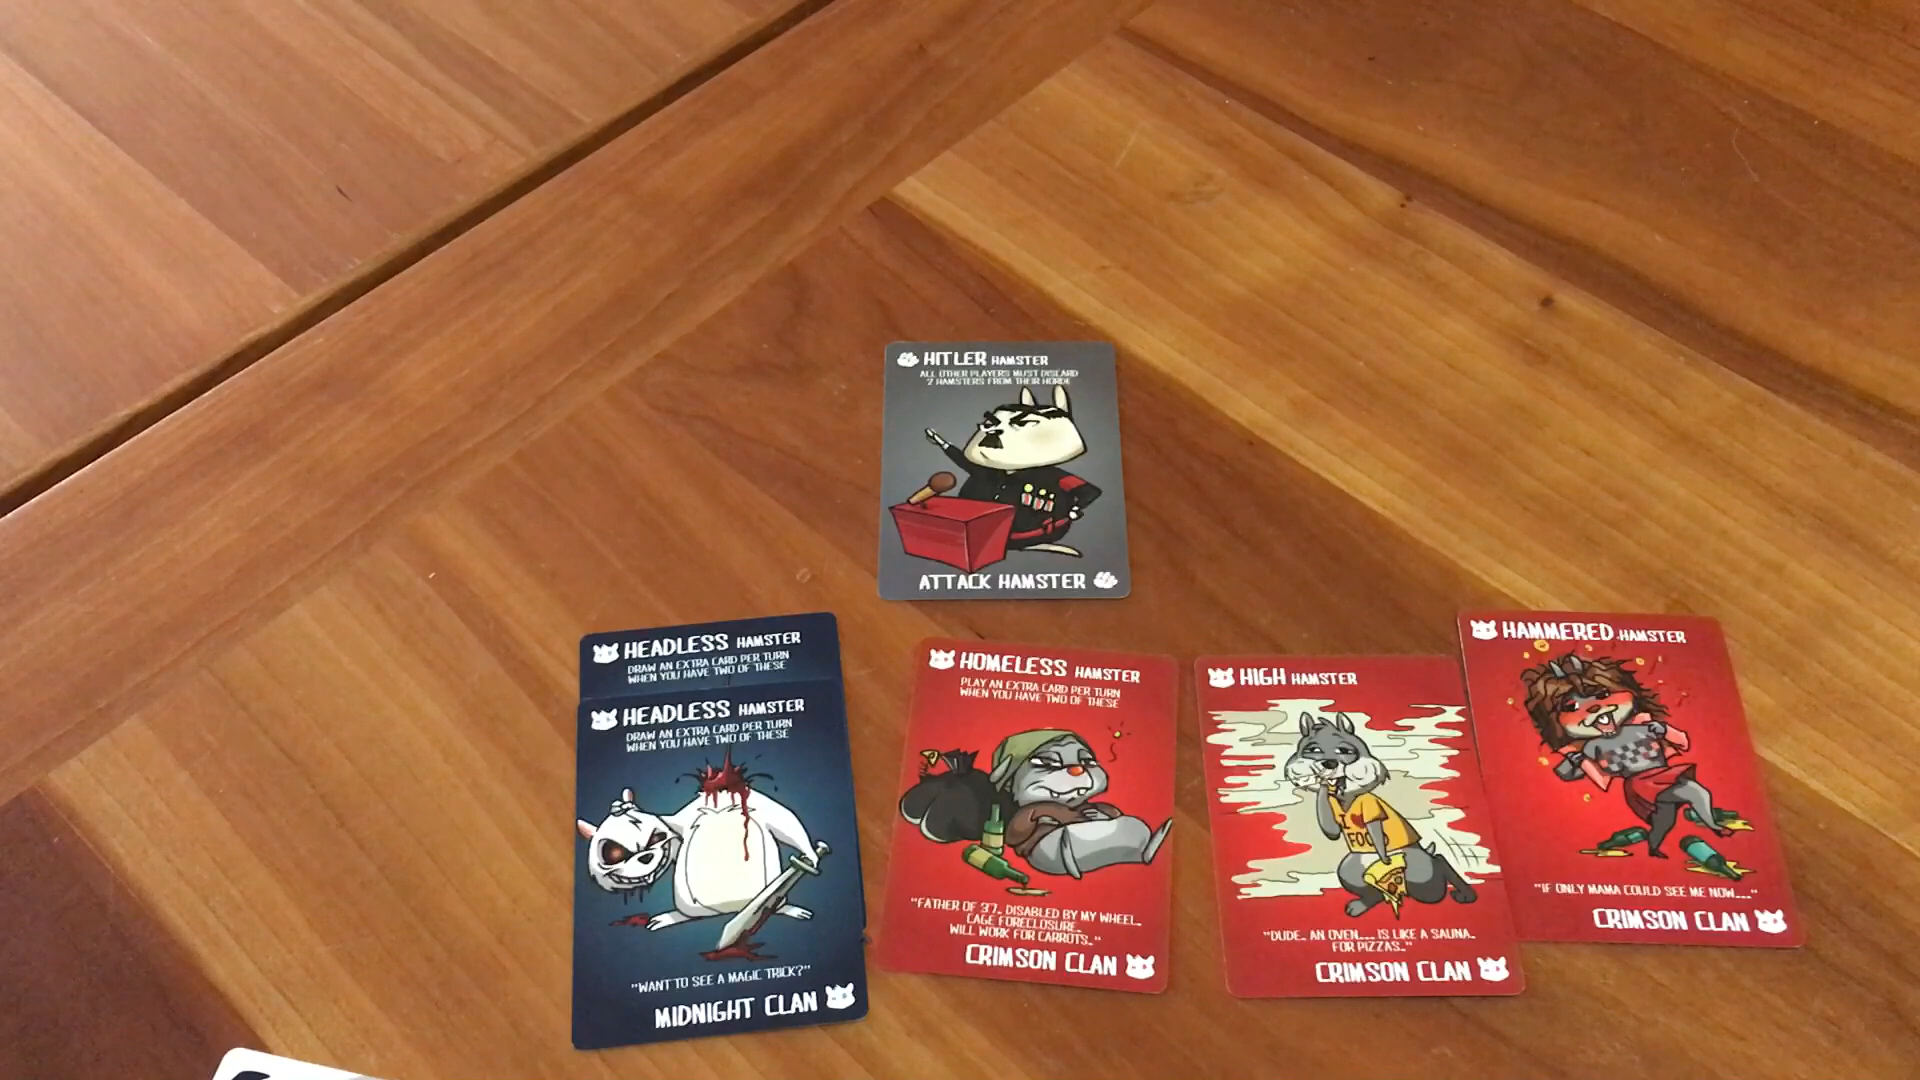 HITLER HAMSTER
ALL OTHER PLAYERS MUST DISCARD
2 HAMSTERS FROM THEIR HORDE
ATTACK HAMSTER
HEADLESS HAMSTER
DRAW AN EXTRA CARD PER TURN
WHEN YOU HAVE TWO OF THESE
HEADLESS HAMSTER
DRAW AN EXTRA CARD PER TURN
WHEN YOU HAVE TWO OF THESE
"WANT TO SEE A MAGIC TRICK?"
MIDNIGHT CLAN
HOMELESS HAMSTER
PLAY AN EXTRA CARD PER TURN
WHEN YOU HAVE TWO OF THESE
"FATHER OF 37. DISABLED BY MY WHEEL.
CAGE FORECLOSURE.
WILL WORK FOR CARROTS."
CRIMSON CLAN
HIGH HAMSTER
I
FOO
"DUDE. AN OVEN.... IS LIKE A SAUNA.
FOR PIZZAS."
CRIMSON CLAN
HAMMERED HAMSTER
"IF ONLY MAMA COULD SEE ME NOW...."
CRIMSON CLAN